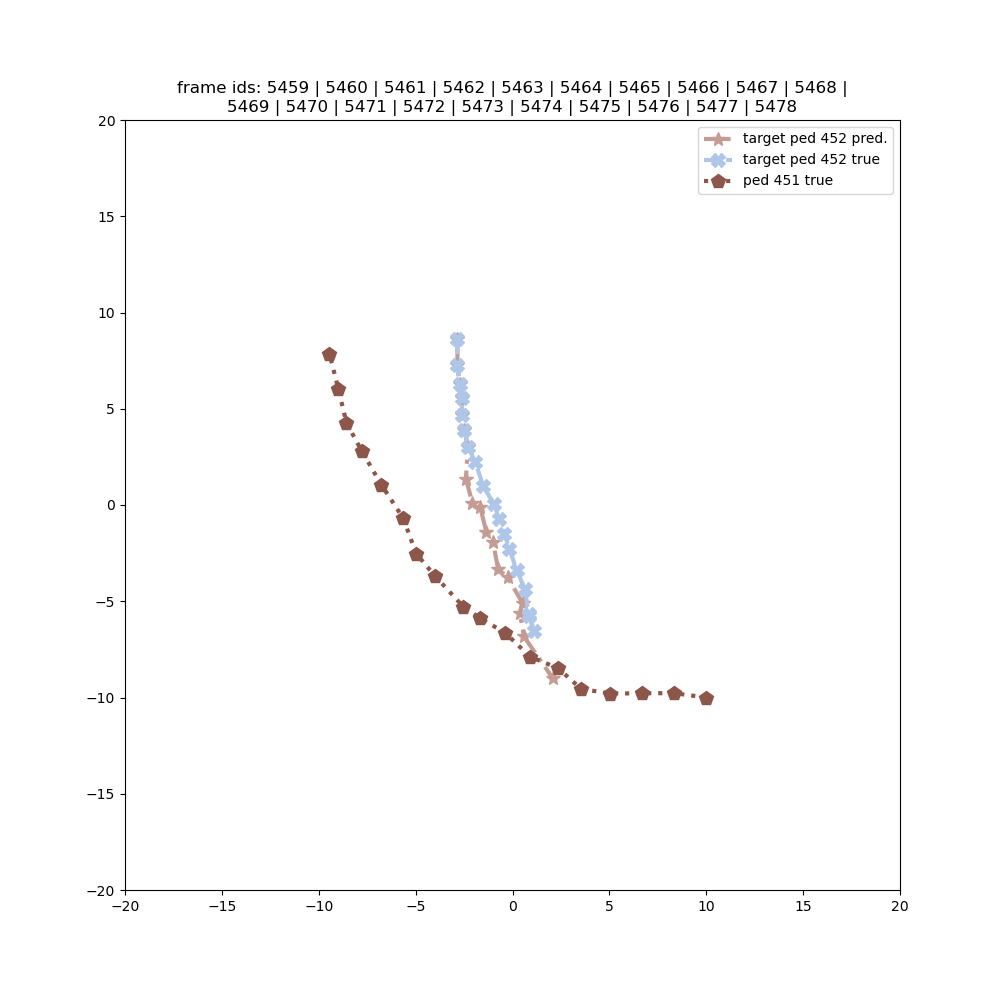 frame ids: 5459 | 5460 | 5461 | 5462 | 5463 | 5464 | 5465 | 5466 | 5467 | 5468 |
5469 | 5470 | 5471 | 5472 | 5473 | 5474 | 5475 | 5476 | 5477 | 5478
target ped 452 pred.
target ped 452 true
ped 451 true
20
15
10
5
0
−5
−10
−15
−20
−20 −15 −10 −5 0 5 10 15 20